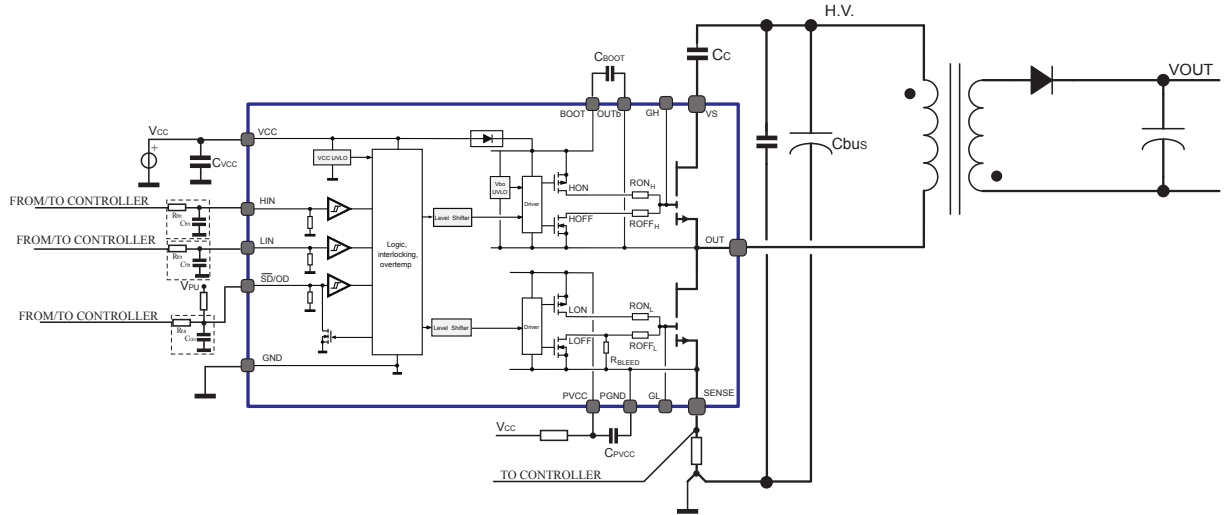 H.V.
CBOOT
CC
VOUT
BOOT
OUTb
GH
VS
VCC
VCC
CVCC
VCC UVLO
Cbus
Vbo
UVLO
HON
RONH
FROM/TO CONTROLLER
HIN
Driver
Level Shifter
HOFF
ROFFH
FROM/TO CONTROLLER
LIN
Logic,
interlocking,
overtemp
OUT
SD/OD
VPU
LON
RONL
FROM/TO CONTROLLER
Level Shifter
Driver
LOFF
ROFFL
RBLEED
GND
PVCC
PGND
GL
SENSE
VCC
CPVCC
TO CONTROLLER